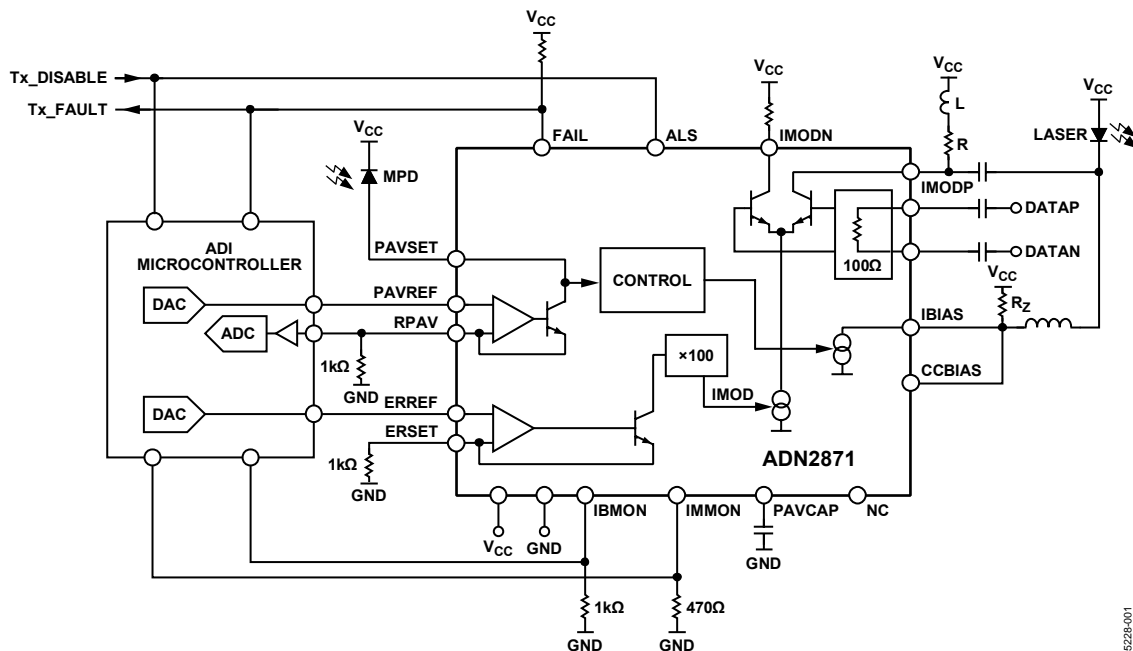 VCC
Tx_DISABLE
Tx_FAULT
VCC
VCC
L
R
VCC
LASER
VCC
MPD
FAIL
ALS
IMODN
IMODP
DATAP
DATAN
100Ω
ADI
MICROCONTROLLER
PAVSET
CONTROL
VCC
RZ
DAC
PAVREF
ADC
RPAV
1kΩ
GND
×100
IBIAS
CCBIAS
IMOD
DAC
ERREF
ERSET
1kΩ
GND
ADN2871
VCC
GND
IBMON
IMMON
PAVCAP
NC
GND
1kΩ
GND
470Ω
GND
5228-001